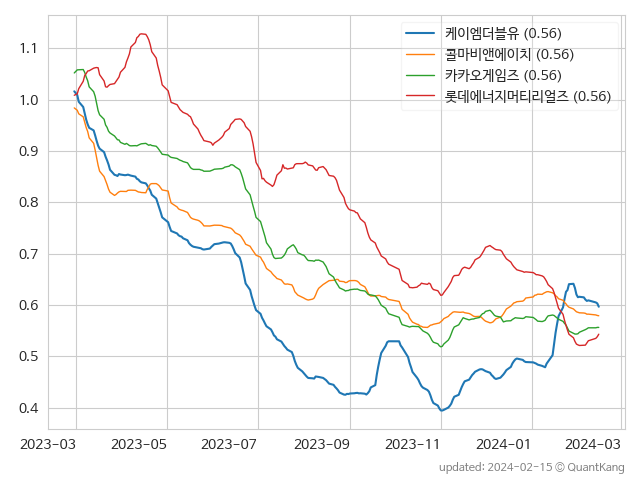 케이엠더블유 (0.56)
콜마비앤에이치 (0.56)
카카오게임즈 (0.56)
롯데에너지머티리얼즈 (0.56)
1.1
1.0
0.9
0.8
0.7
0.6
0.5
0.4
2023-03 2023-05 2023-07 2023-09 2023-11 2024-01 2024-03
updated: 2024-02-15 © QuantKang